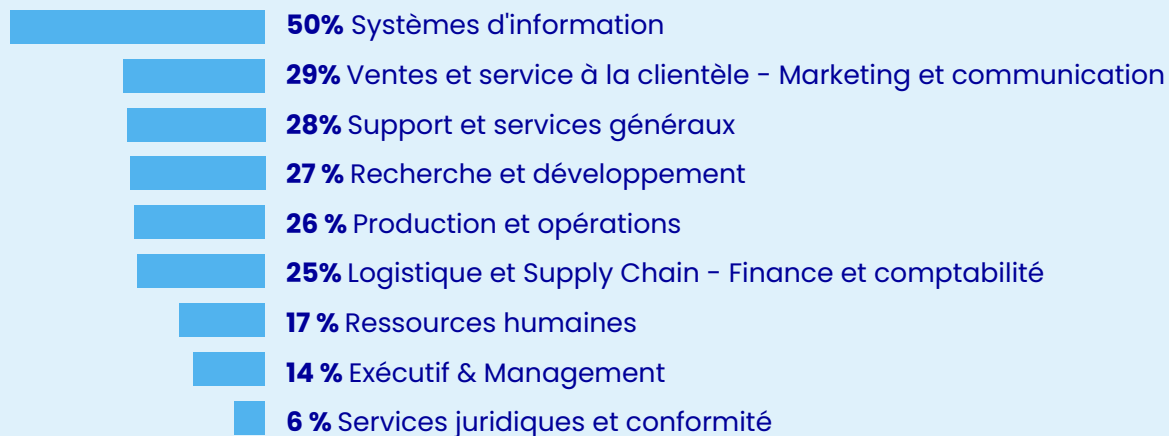 50% Systèmes d'information
29% Ventes et service à la clientèle - Marketing et communication
28% Support et services généraux
27 % Recherche et développement
26 % Production et opérations
25% Logistique et Supply Chain - Finance et comptabilité
17 % Ressources humaines
14 % Exécutif & Management
6 % Services juridiques et conformité